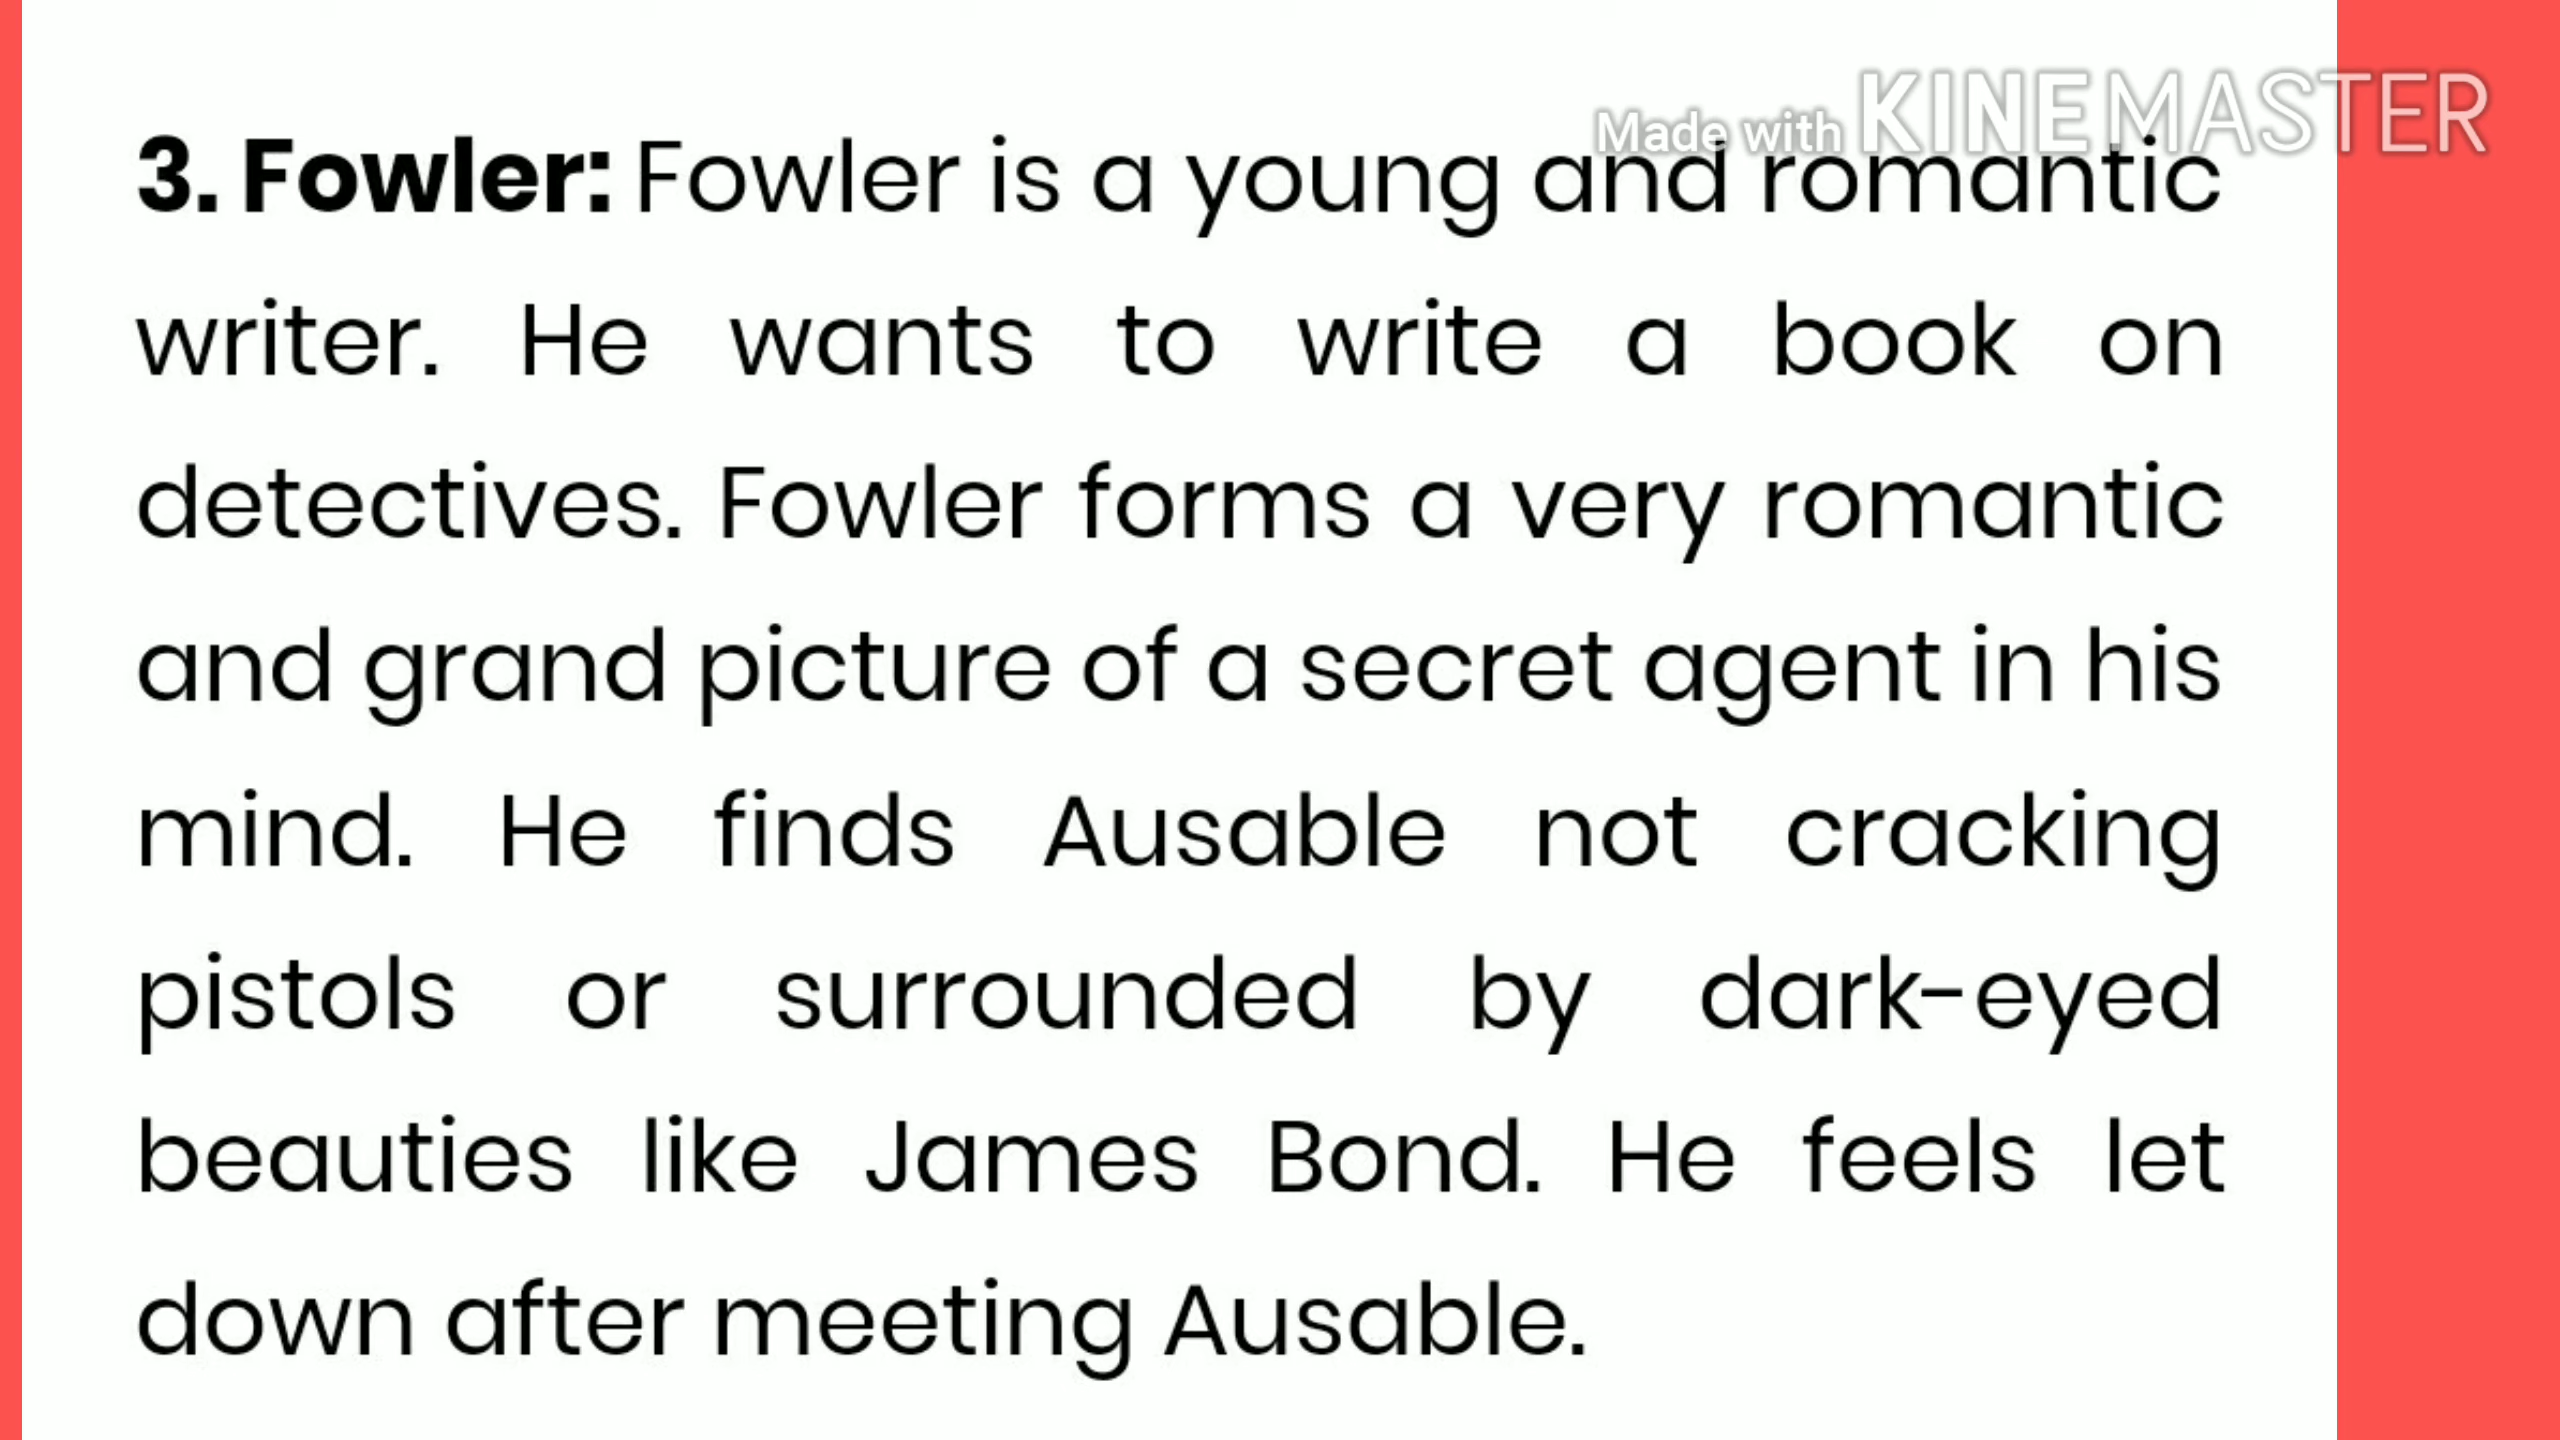 Made with KINEMASTER
3. Fowler: Fowler is a young and romantic
writer. He wants to write a book on
detectives. Fowler forms a very romantic
and grand picture of a secret agent in his
mind. He finds Ausable not cracking
pistols or surrounded by dark-eyed
beauties like James Bond. He feels let
down after meeting Ausable.